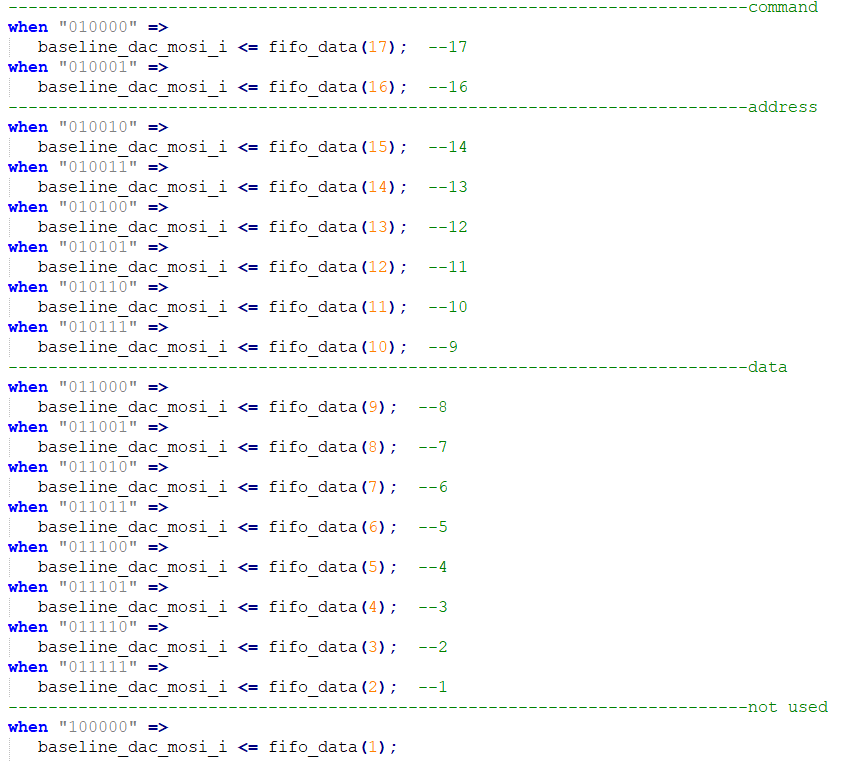 --------------------------------------------------------------------------command
when "010000" =>
   baseline_dac_mosi_i <= fifo_data(17);  --17
when "010001" =>
   baseline_dac_mosi_i <= fifo_data(16);  --16
--------------------------------------------------------------------------address
when "010010" =>
   baseline_dac_mosi_i <= fifo_data(15);  --14
when "010011" =>
   baseline_dac_mosi_i <= fifo_data(14);  --13
when "010100" =>
   baseline_dac_mosi_i <= fifo_data(13);  --12
when "010101" =>
   baseline_dac_mosi_i <= fifo_data(12);  --11
when "010110" =>
   baseline_dac_mosi_i <= fifo_data(11);  --10
when "010111" =>
   baseline_dac_mosi_i <= fifo_data(10);  --9
--------------------------------------------------------------------------data
when "011000" =>
   baseline_dac_mosi_i <= fifo_data(9);  --8
when "011001" =>
   baseline_dac_mosi_i <= fifo_data(8);  --7
when "011010" =>
   baseline_dac_mosi_i <= fifo_data(7);  --6
when "011011" =>
   baseline_dac_mosi_i <= fifo_data(6);  --5
when "011100" =>
   baseline_dac_mosi_i <= fifo_data(5);  --4
when "011101" =>
   baseline_dac_mosi_i <= fifo_data(4);  --3
when "011110" =>
   baseline_dac_mosi_i <= fifo_data(3);  --2
when "011111" =>
   baseline_dac_mosi_i <= fifo_data(2);  --1
--------------------------------------------------------------------------not used
when "100000" =>
   baseline_dac_mosi_i <= fifo_data(1);